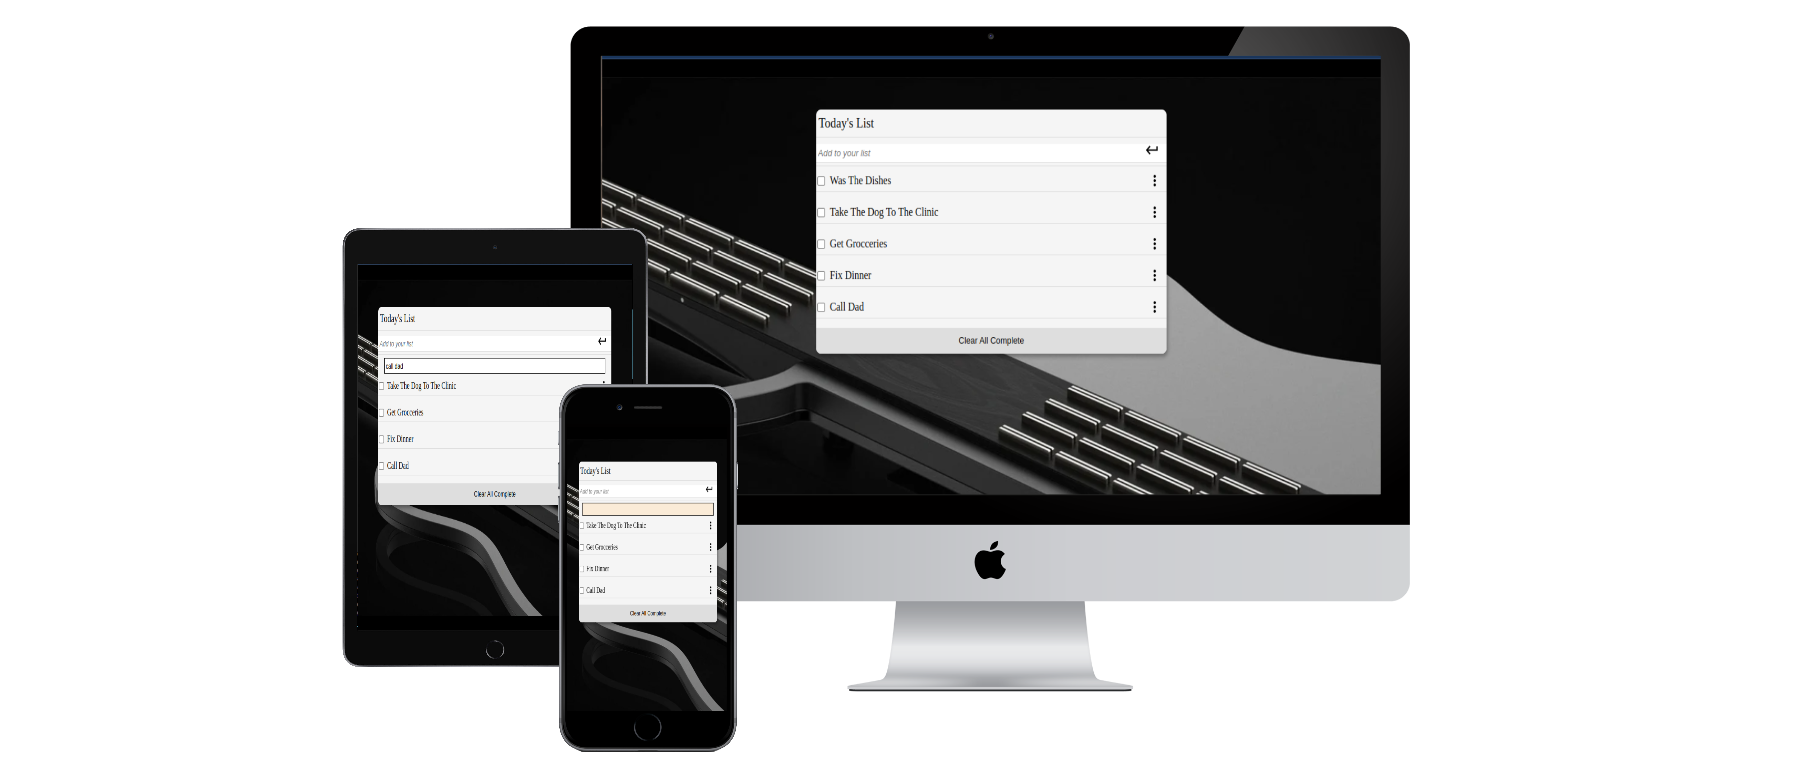 Today's List
Add to your list
Was The Dishes
Take The Dog To The Clinic
Get Grocceries
Fix Dinner
Call Dad
Clear All Complete
Today's List
Add to your list
call dad
Take The Dog To The Clinic
Get Grocceries
Fix Dinner
Call Dad
Clear All Complete
Today's List
Add to your list
Take The Dog To The Clinic
Get Grocceries
Fix Dinner
Call Dad
Clear All Complete